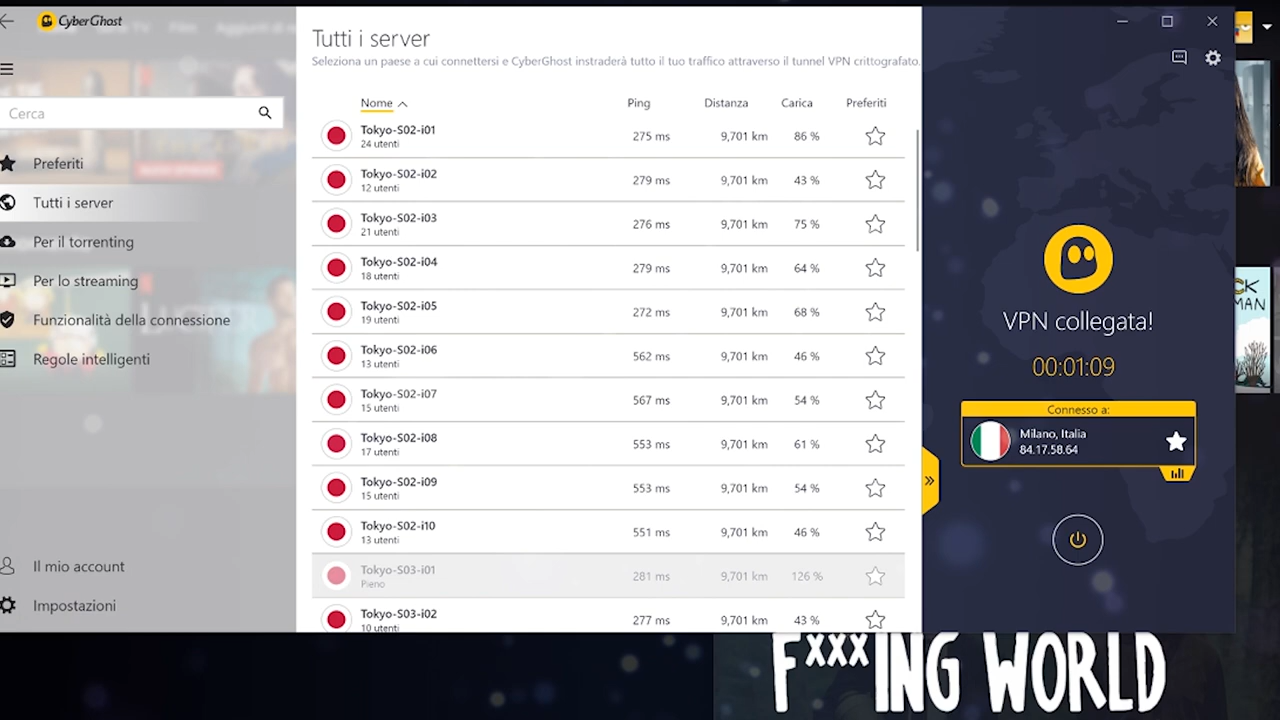 CyberGhost
Cerca
Preferiti
Tutti i server
Per il torrenting
Per lo streaming
Funzionalità della connessione
Regole intelligenti
Il mio account
Impostazioni
Tutti i server
Seleziona un paese a cui connettersi e CyberGhost instraderà tutto il tuo traffico attraverso il tunnel VPN crittografato.
Nome Ping Distanza Carica Preferiti
Tokyo-S02-i01 275 ms 9,701 km 86 %
24 utenti
Tokyo-S02-i02 279 ms 9,701 km 43 %
12 utenti
Tokyo-S02-i03 276 ms 9,701 km 75 %
21 utenti
Tokyo-S02-i04 279 ms 9,701 km 64 %
18 utenti
Tokyo-S02-i05 272 ms 9,701 km 68 %
19 utenti
Tokyo-S02-i06 562 ms 9,701 km 46 %
13 utenti
Tokyo-S02-i07 567 ms 9,701 km 54 %
15 utenti
Tokyo-S02-i08 553 ms 9,701 km 61 %
17 utenti
Tokyo-S02-i09 553 ms 9,701 km 54 %
15 utenti
Tokyo-S02-i10 551 ms 9,701 km 46 %
13 utenti
Tokyo-S03-i01 281 ms 9,701 km 126 %
Pieno
Tokyo-S03-i02 277 ms 9,701 km 43 %
10 utenti
VPN collegata!
00:01:09
Connesso a:
Milano, Italia
84.17.58.64
F***ING WORLD